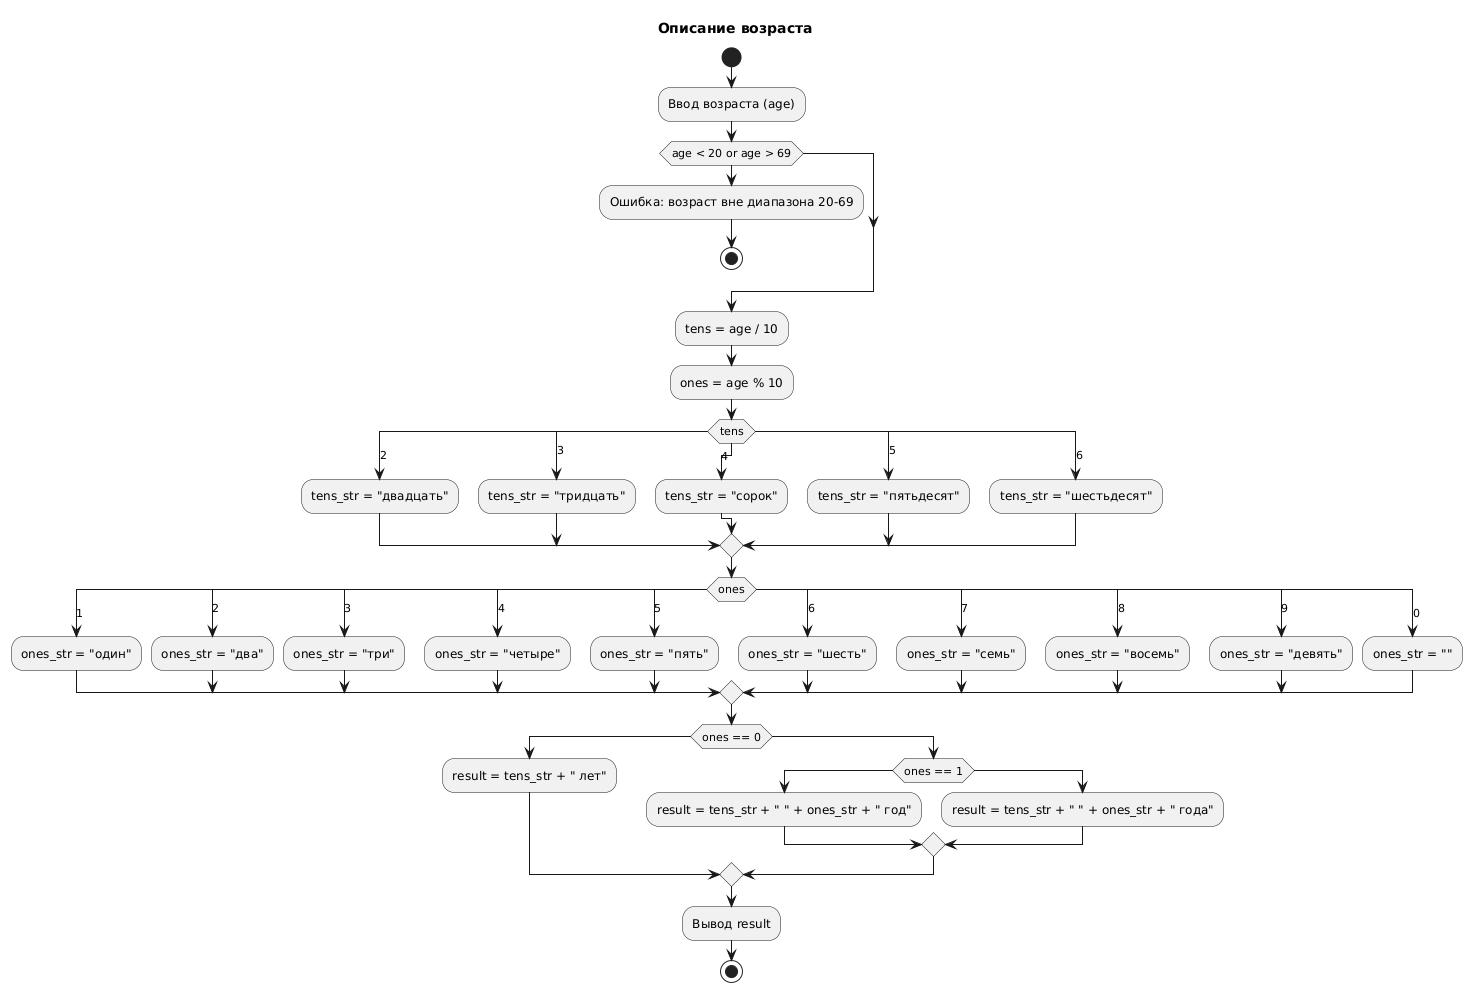 Описание возраста
Ввод возраста (age)
age < 20 or age > 69
Ошибка: возраст вне диапазона 20-69
tens = age / 10
ones = age % 10
tens
2
3
4
5
6
tens_str = "двадцать"
tens_str = "тридцать"
tens_str = "сорок"
tens_str = "пятьдесят"
tens_str = "шестьдесят"
ones
1
2
3
4
5
6
7
8
9
0
ones_str = "один"
ones_str = "два"
ones_str = "три"
ones_str = "четыре"
ones_str = "пять"
ones_str = "шесть"
ones_str = "семь"
ones_str = "восемь"
ones_str = "девять"
ones_str = ""
ones == 0
result = tens_str + " лет"
ones == 1
result = tens_str + " " + ones_str + " год"
result = tens_str + " " + ones_str + " года"
Вывод result